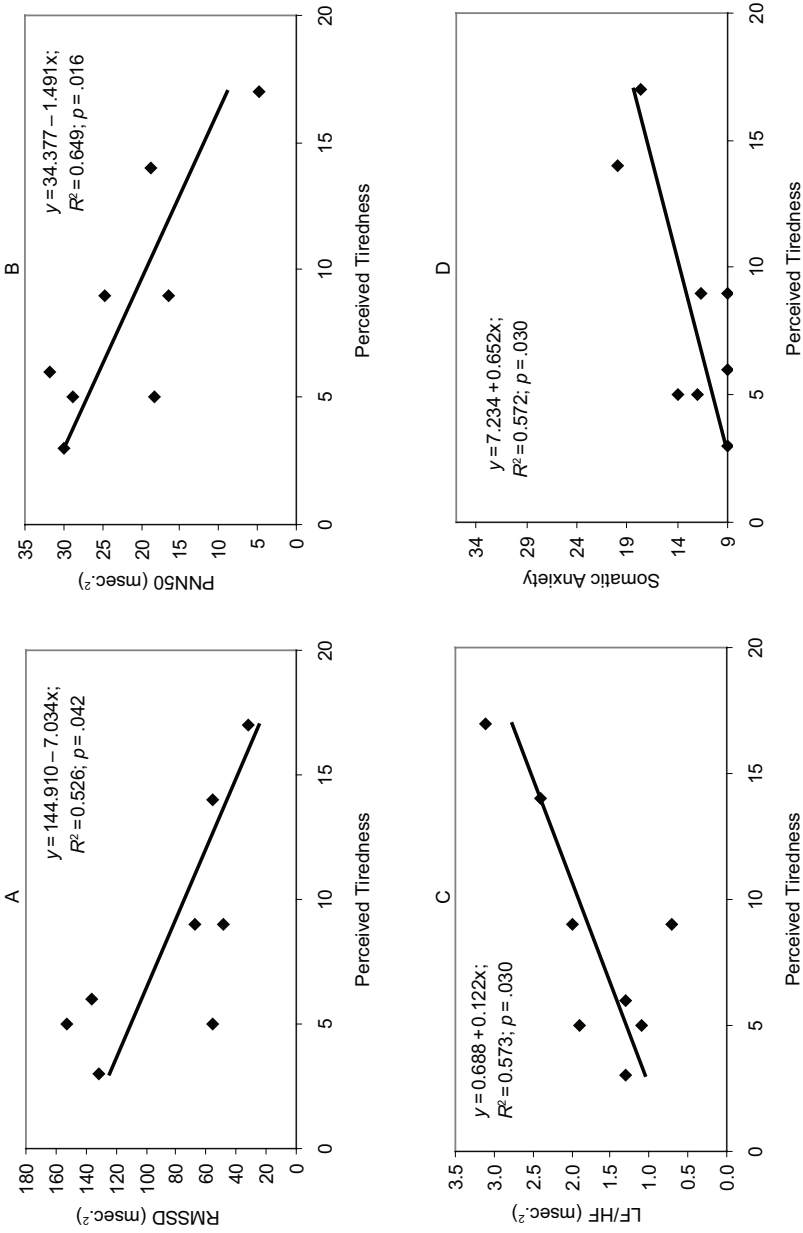 A
y = 144.910 – 7.034x;
R² = 0.526; p = .042
RMSSD (msec.²)
180
160
140
120
100
80
60
40
20
0
0
5
10
15
20
Perceived Tiredness
B
y = 34.377 – 1.491x;
R² = 0.649; p = .016
PNN50 (msec.²)
35
30
25
20
15
10
5
0
0
5
10
15
20
Perceived Tiredness
C
y = 0.688 + 0.122x;
R² = 0.573; p = .030
LF/HF (msec.²)
3.5
3.0
2.5
2.0
1.5
1.0
0.5
0.0
0
5
10
15
20
Perceived Tiredness
D
y = 7.234 + 0.652x;
R² = 0.572; p = .030
Somatic Anxiety
34
29
24
19
14
9
0
5
10
15
20
Perceived Tiredness